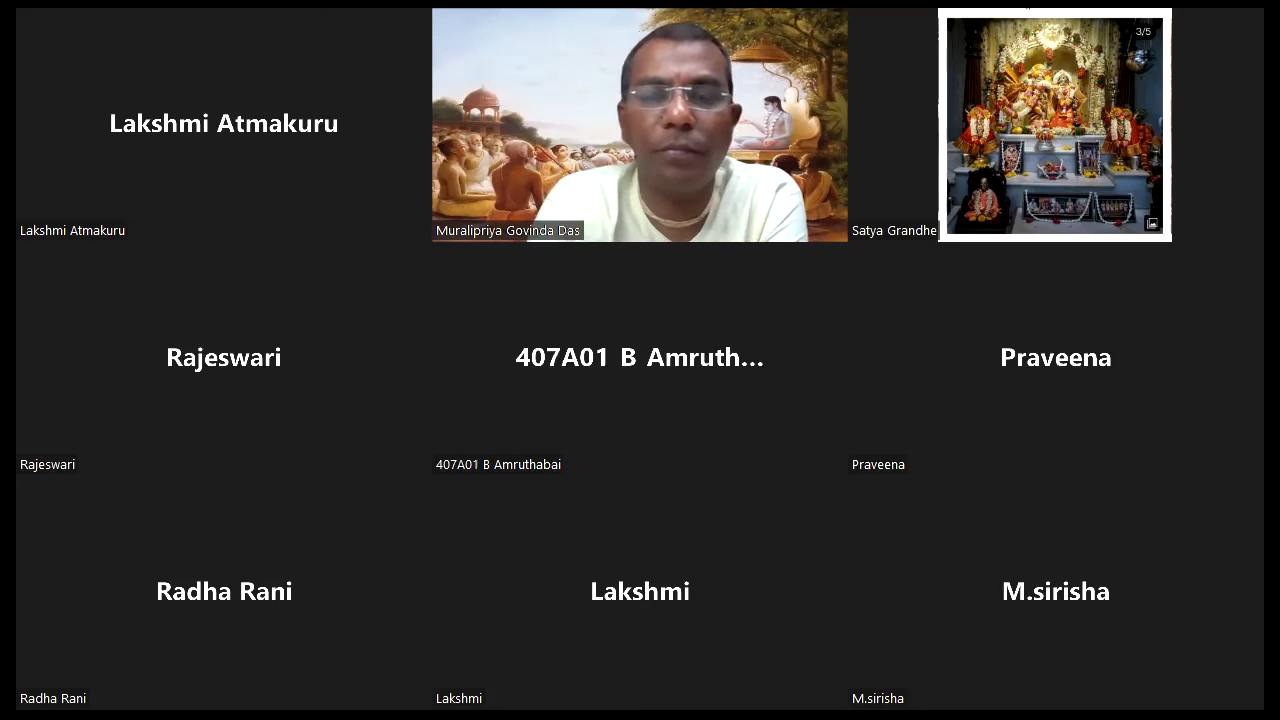 Lakshmi Atmakuru
Lakshmi Atmakuru
Muralipriya Govinda Das
3/5
Satya Grandhe
Rajeswari
Rajeswari
407A01 B Amruth...
407A01 B Amruthabai
Praveena
Praveena
Radha Rani
Radha Rani
Lakshmi
Lakshmi
M.sirisha
M.sirisha